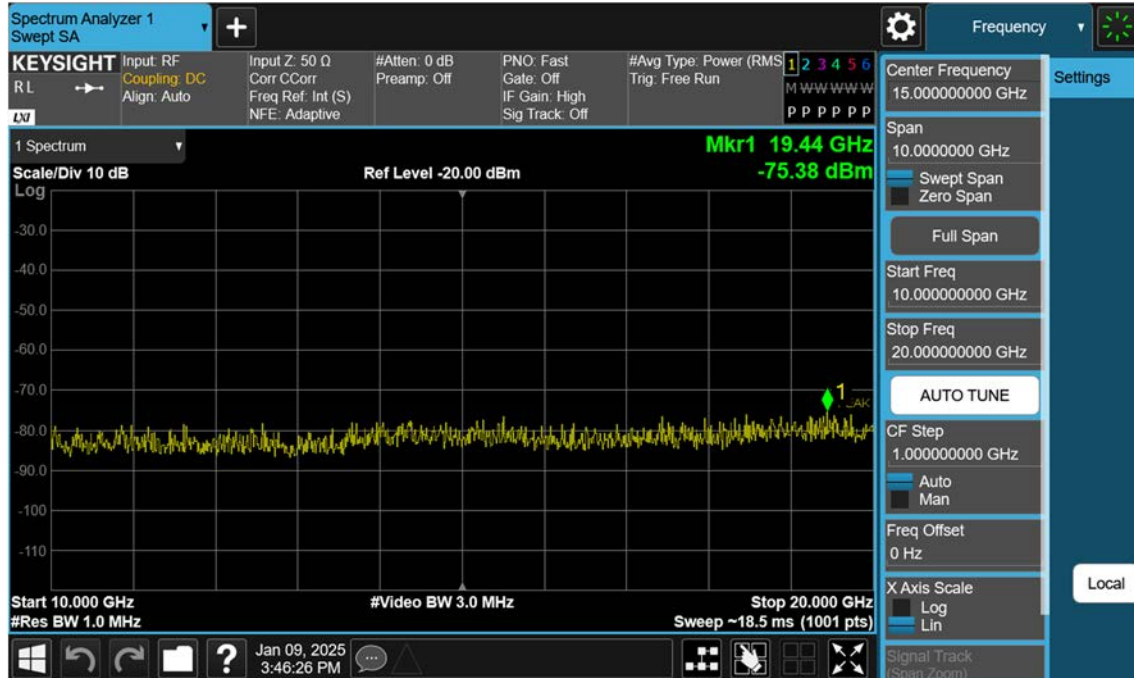 Spectrum Analyzer 1
Swept SA
Frequency
KEYSIGHT
R L
LXI
Input: RF
Coupling: DC
Align: Auto
Input Z: 50 Ω
Corr CCorr
Freq Ref: Int (S)
NFE: Adaptive
#Atten: 0 dB
Preamp: Off
PNO: Fast
Gate: Off
IF Gain: High
Sig Track: Off
#Avg Type: Power (RMS
Trig: Free Run
1 2 3 4 5 6
M W W W W W
P P P P P P
1 Spectrum
Mkr1 19.44 GHz
-75.38 dBm
Scale/Div 10 dB
Ref Level -20.00 dBm
Log
-30.0
-40.0
-50.0
-60.0
-70.0
1
-80.0
-90.0
-100
-110
Start 10.000 GHz
#Video BW 3.0 MHz
Stop 20.000 GHz
#Res BW 1.0 MHz
Sweep ~18.5 ms (1001 pts)
?
Jan 09, 2025
3:46:26 PM
Center Frequency
15.000000000 GHz
Span
10.0000000 GHz
Swept Span
Zero Span
Full Span
Start Freq
10.000000000 GHz
Stop Freq
20.000000000 GHz
AUTO TUNE
CF Step
1.000000000 GHz
Auto
Man
Freq Offset
0 Hz
X Axis Scale
Log
Lin
Signal Track
(Span Zoom)
Settings
Local